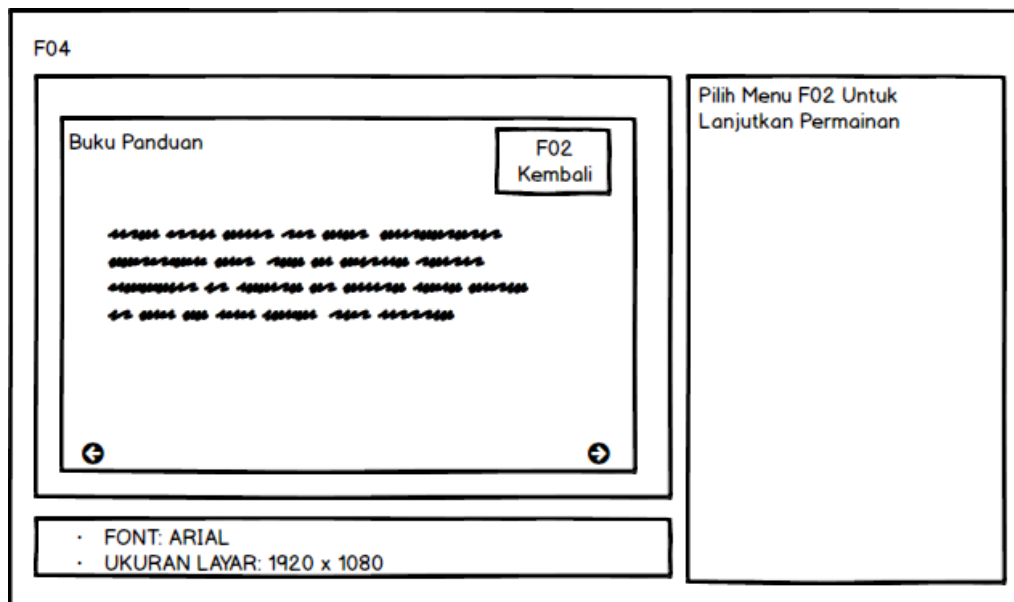 F04
Buku Panduan
F02
Kembali
Pilih Menu F02 Untuk
Lanjutkan Permainan
· FONT: ARIAL
· UKURAN LAYAR: 1920 x 1080